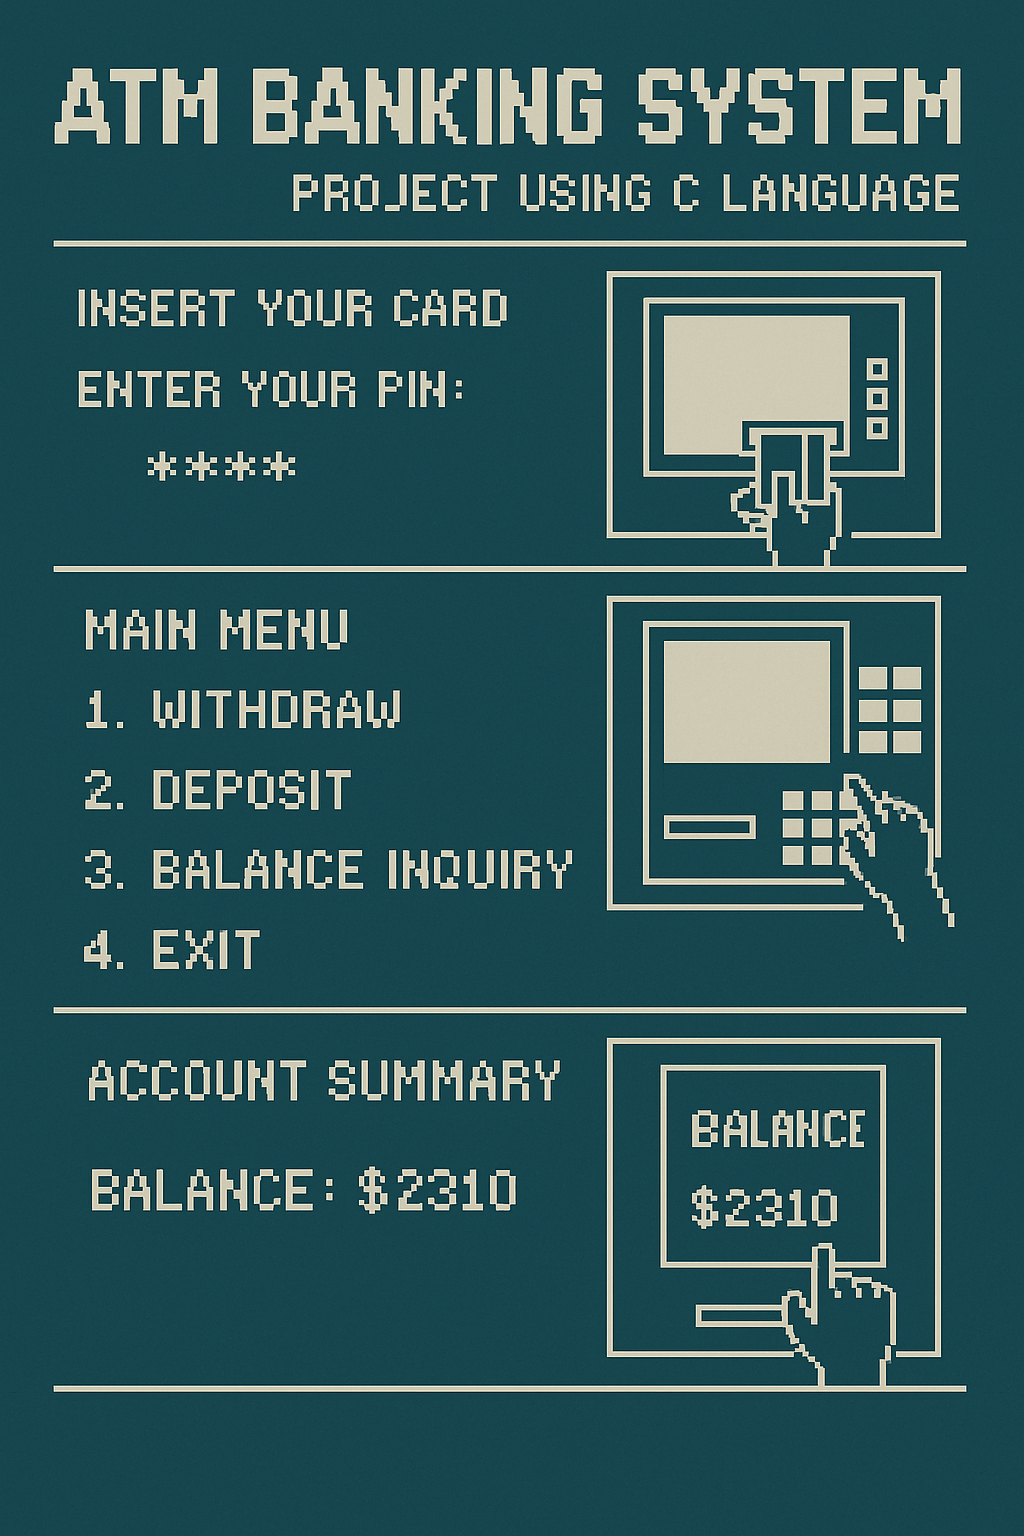 ATM BANKING SYSTEM
PROJECT USING C LANGUAGE
INSERT YOUR CARD
ENTER YOUR PIN:
****
MAIN MENU
1. WITHDRAW
2. DEPOSIT
3. BALANCE INQUIRY
4. EXIT
ACCOUNT SUMMARY
BALANCE: $2310
BALANCE
$2310